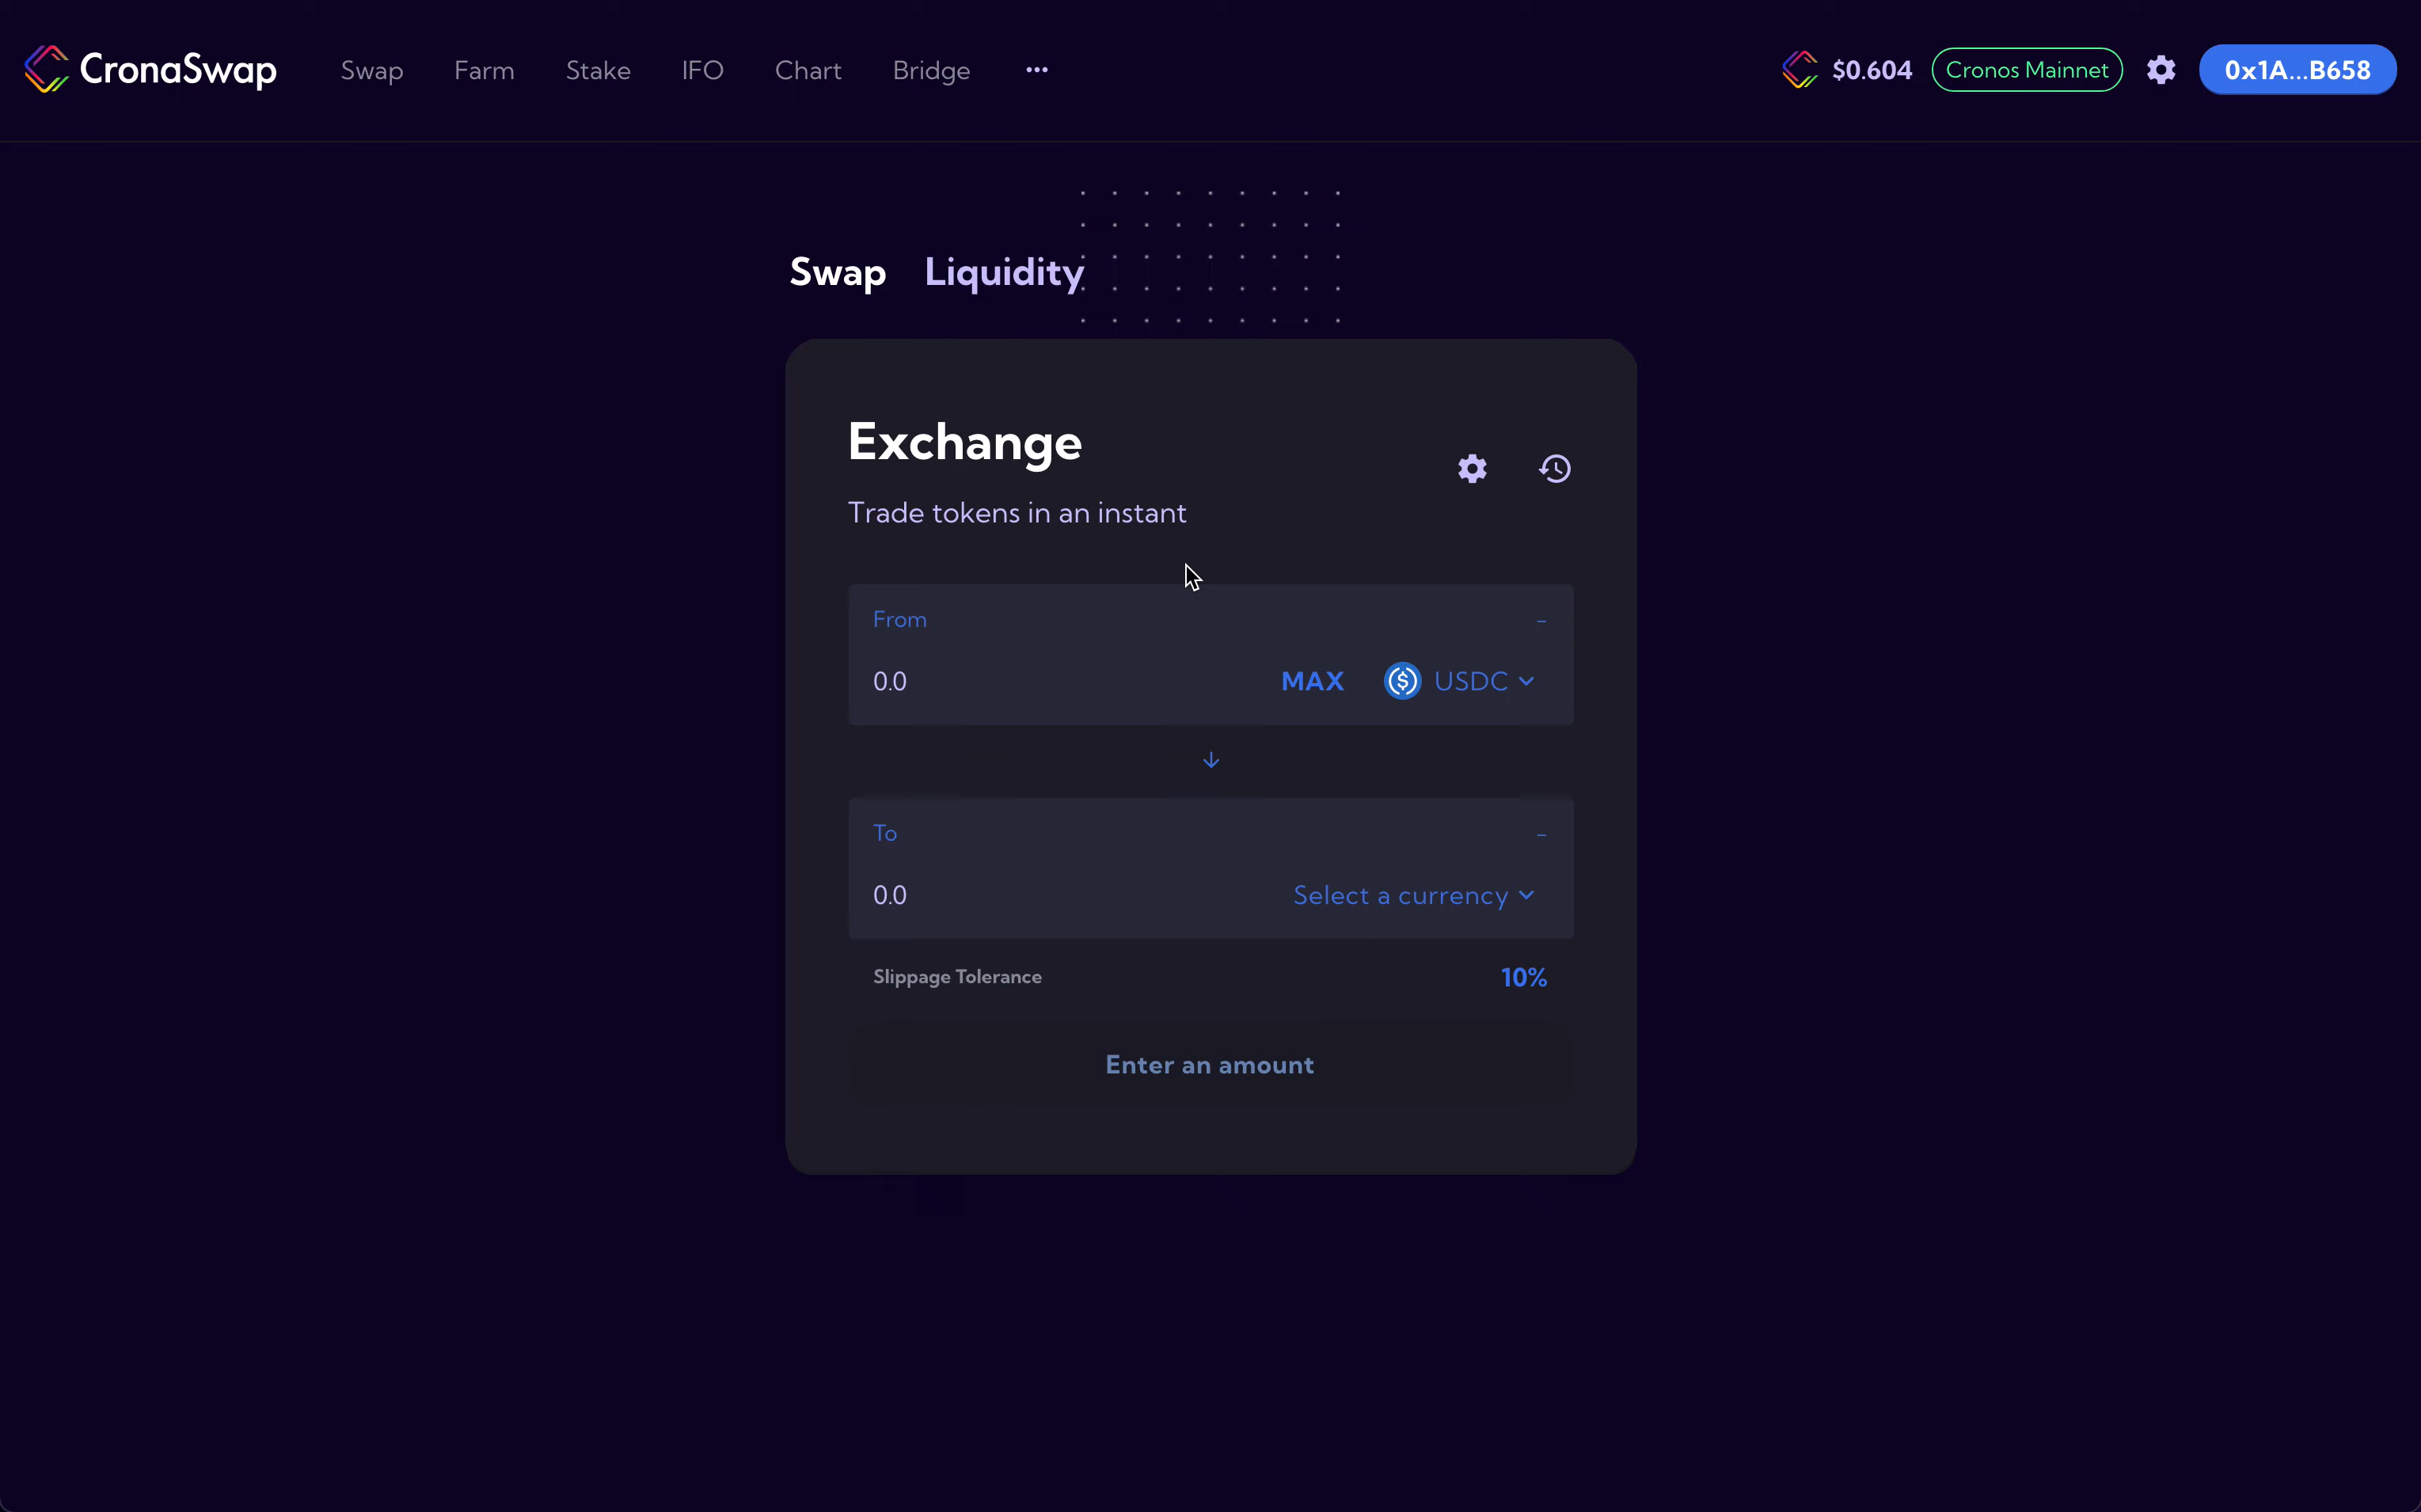 CronaSwap Swap Farm Stake IFO Chart Bridge ••• $0.604 Cronos Mainnet 0x1A...B658
Swap Liquidity
Exchange
Trade tokens in an instant
From -
0.0 MAX USDC
To -
0.0 Select a currency
Slippage Tolerance 10%
Enter an amount